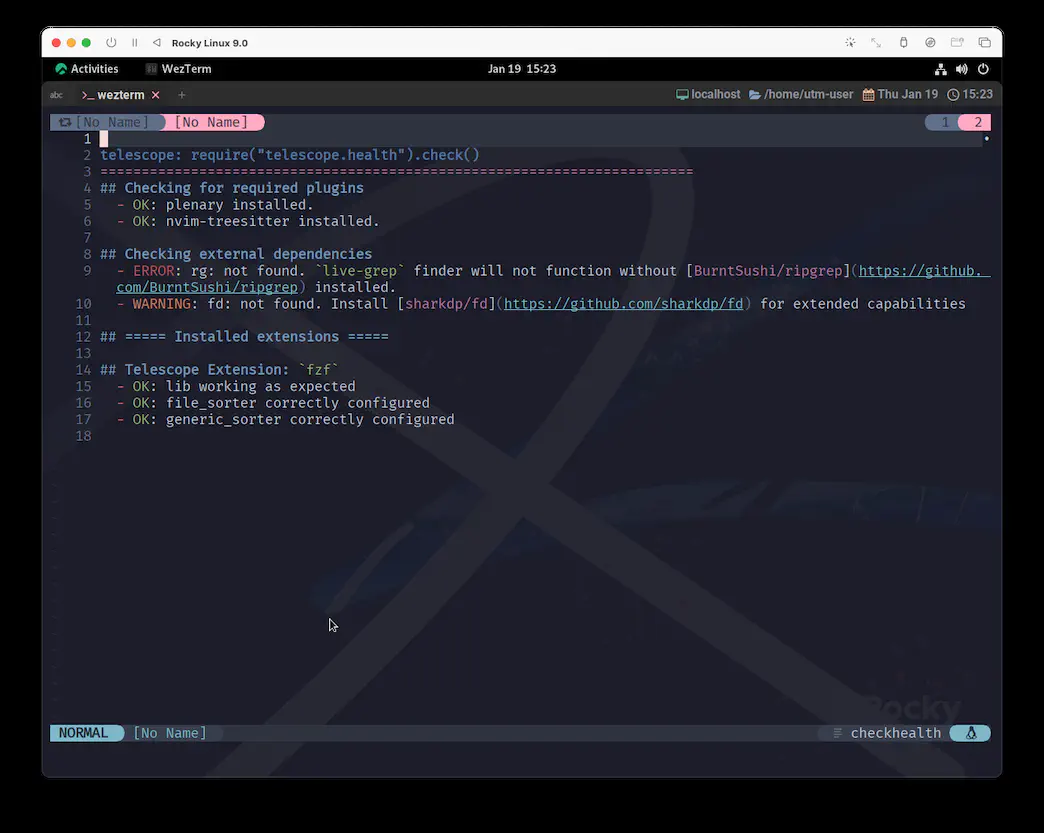 Rocky Linux 9.0
Activities WezTerm Jan 19 15:23
abc >_ wezterm × + localhost /home/utm-user Thu Jan 19 15:23
[No Name] [No Name] 1 2
1
2 telescope: require("telescope.health").check()
3 ========================================================================
4 ## Checking for required plugins
5 - OK: plenary installed.
6 - OK: nvim-treesitter installed.
7
8 ## Checking external dependencies
9 - ERROR: rg: not found. `live-grep` finder will not function without [BurntSushi/ripgrep](https://github.
com/BurntSushi/ripgrep) installed.
10 - WARNING: fd: not found. Install [sharkdp/fd](https://github.com/sharkdp/fd) for extended capabilities
11
12 ## ===== Installed extensions =====
13
14 ## Telescope Extension: `fzf`
15 - OK: lib working as expected
16 - OK: file_sorter correctly configured
17 - OK: generic_sorter correctly configured
18
Rocky
NORMAL [No Name] checkhealth